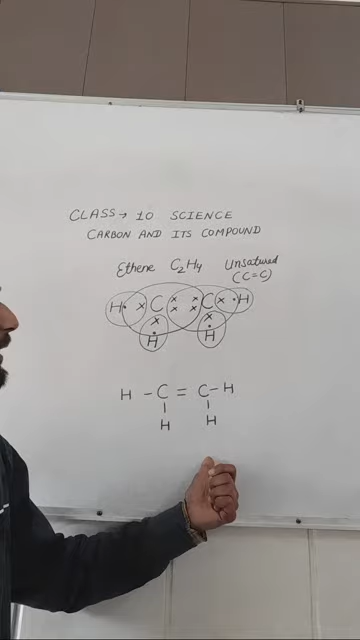 CLASS → 10 SCIENCE
CARBON AND ITS COMPOUND
Ethene C₂H₄ Unsatured
(C=C)
H • x C x x x x C x • H
x x x x
x x
• •
H H
H - C = C - H
| |
H H